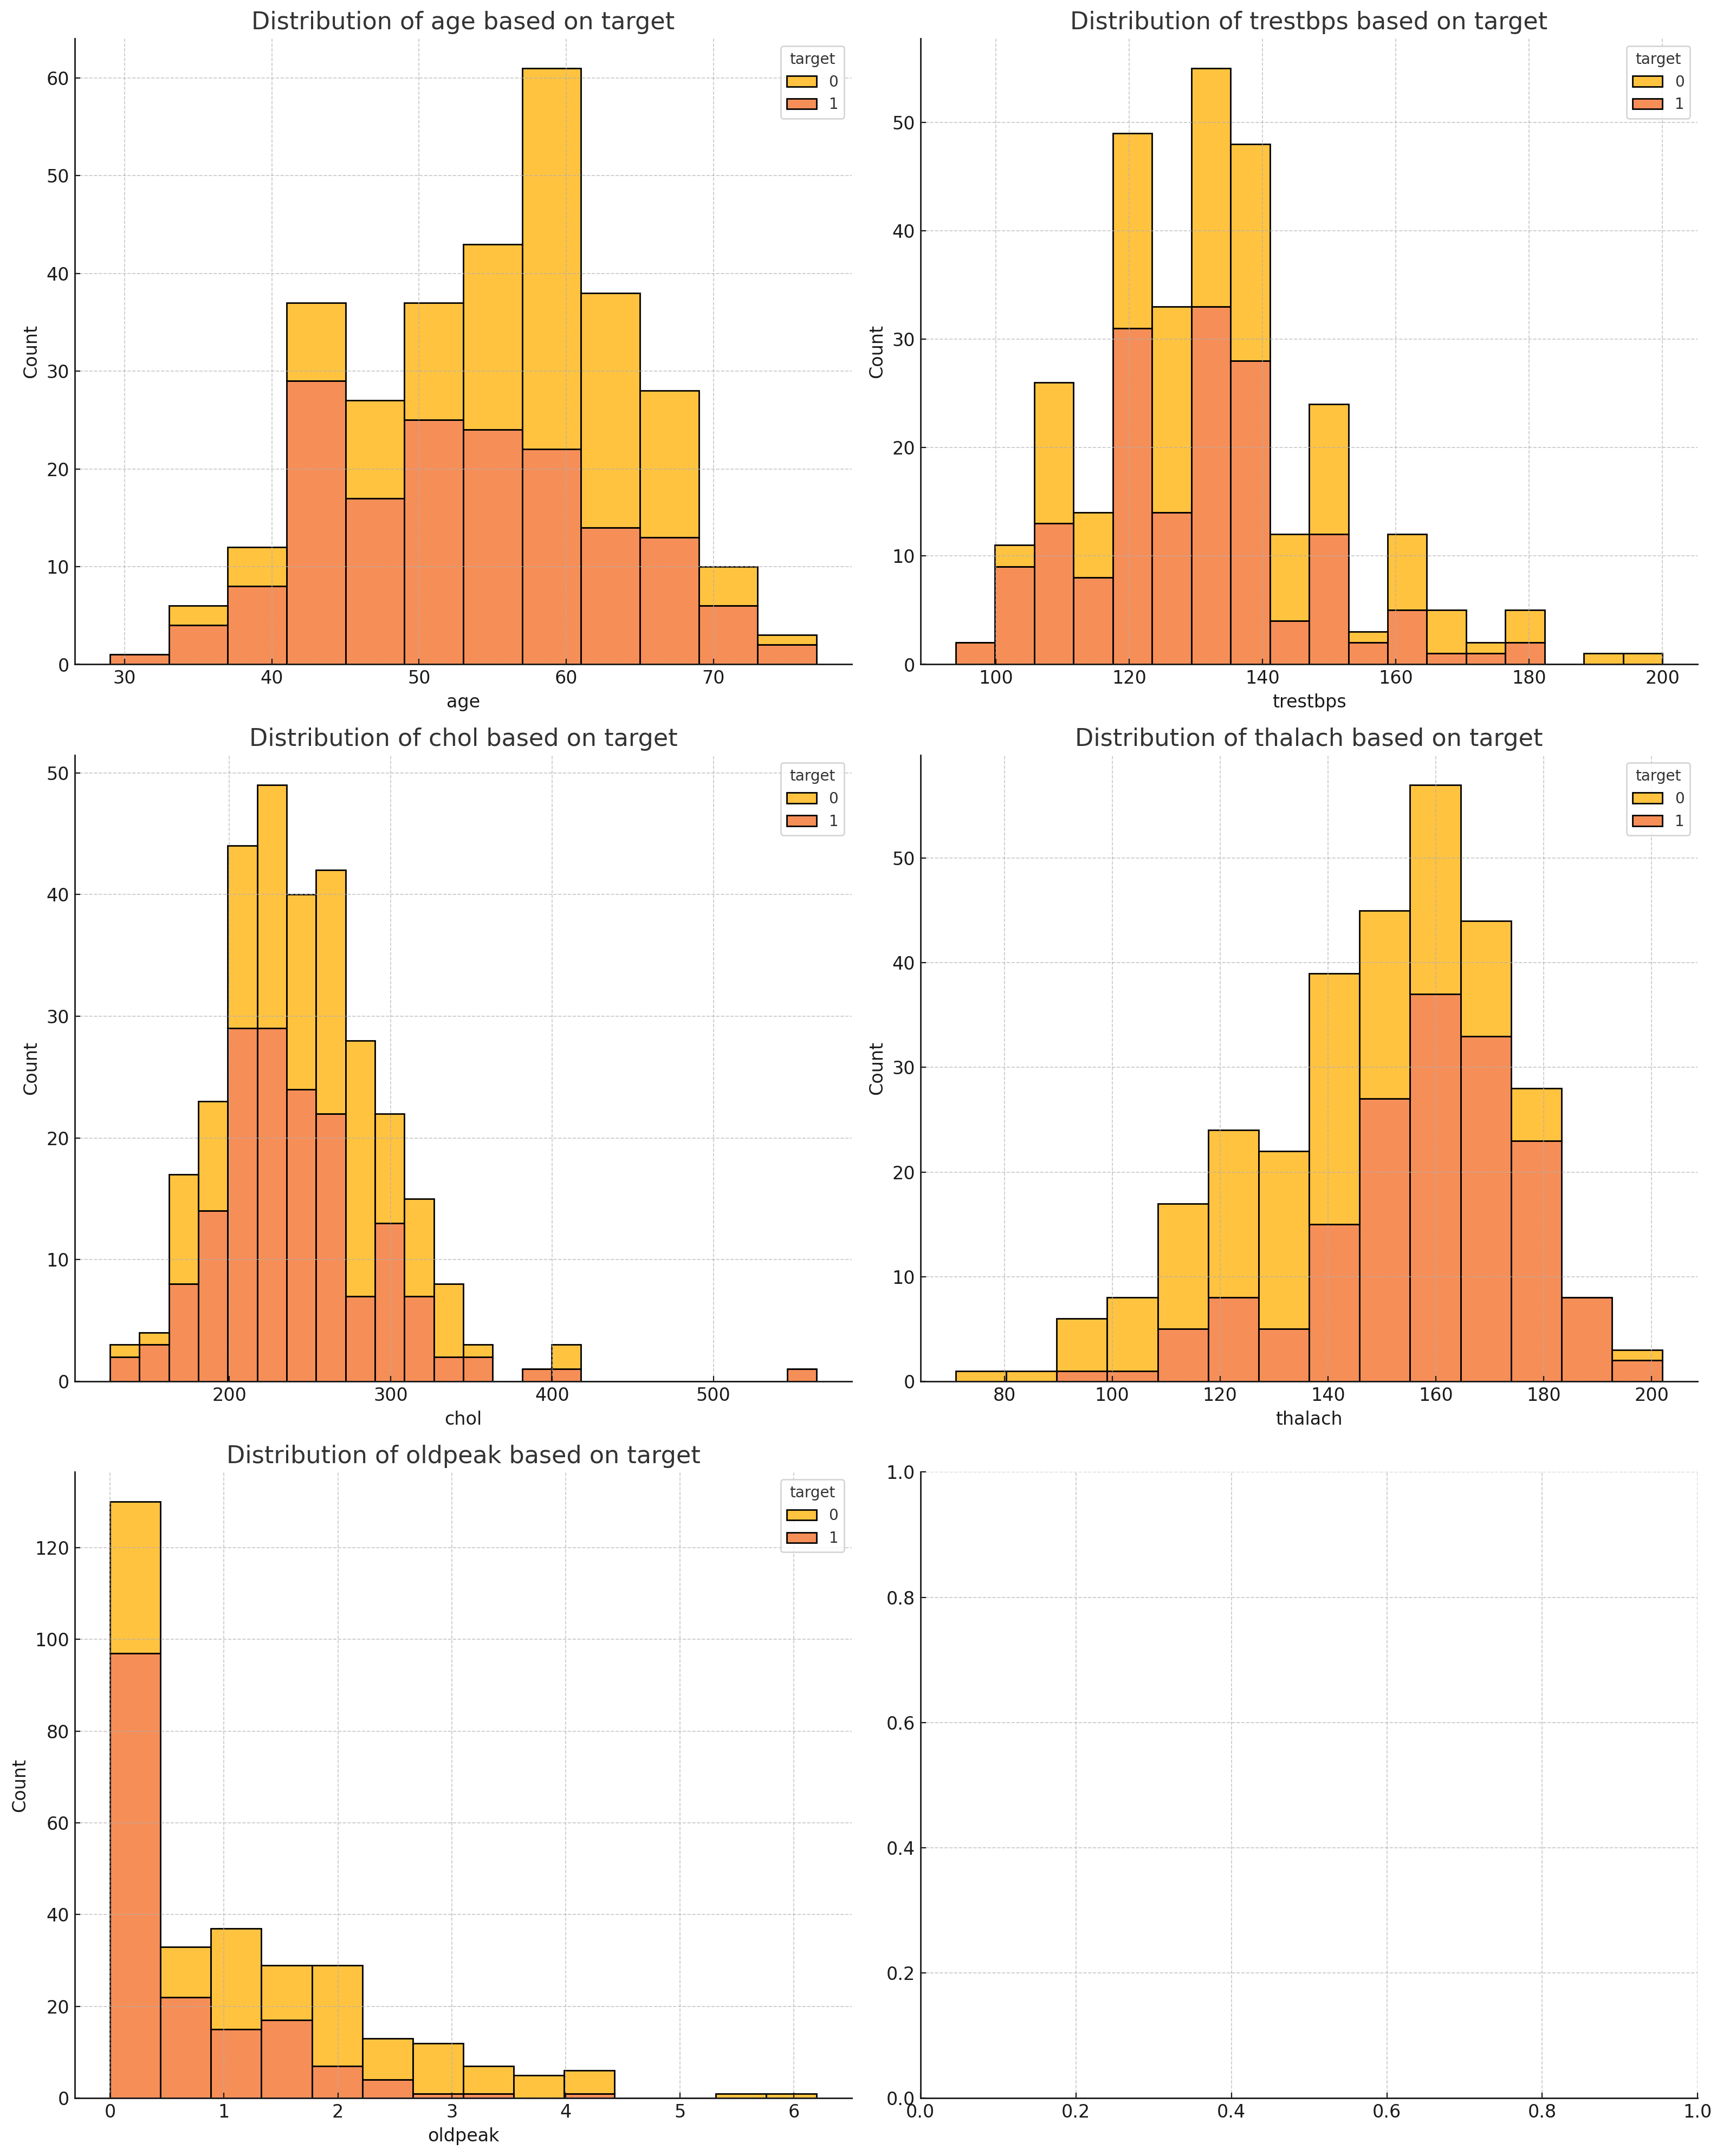 Distribution of age based on target
target
0
1
60
50
40
30
20
10
0
Count
30 40 50 60 70
age
Distribution of trestbps based on target
target
0
1
50
40
30
20
10
0
Count
100 120 140 160 180 200
trestbps
Distribution of chol based on target
target
0
1
50
40
30
20
10
0
Count
200 300 400 500
chol
Distribution of thalach based on target
target
0
1
50
40
30
20
10
0
Count
80 100 120 140 160 180 200
thalach
Distribution of oldpeak based on target
target
0
1
120
100
80
60
40
20
0
Count
0 1 2 3 4 5 6
oldpeak
1.0
0.8
0.6
0.4
0.2
0.0
0.0 0.2 0.4 0.6 0.8 1.0